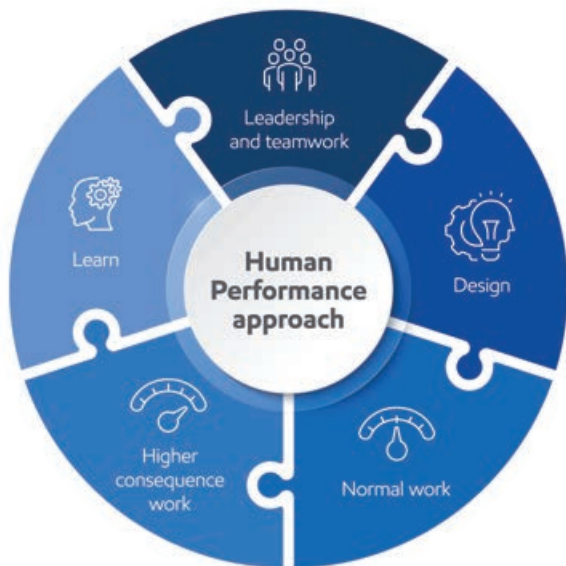 Leadership
and teamwork
Learn
Human
Performance
approach
Design
Higher
consequence
work
Normal work